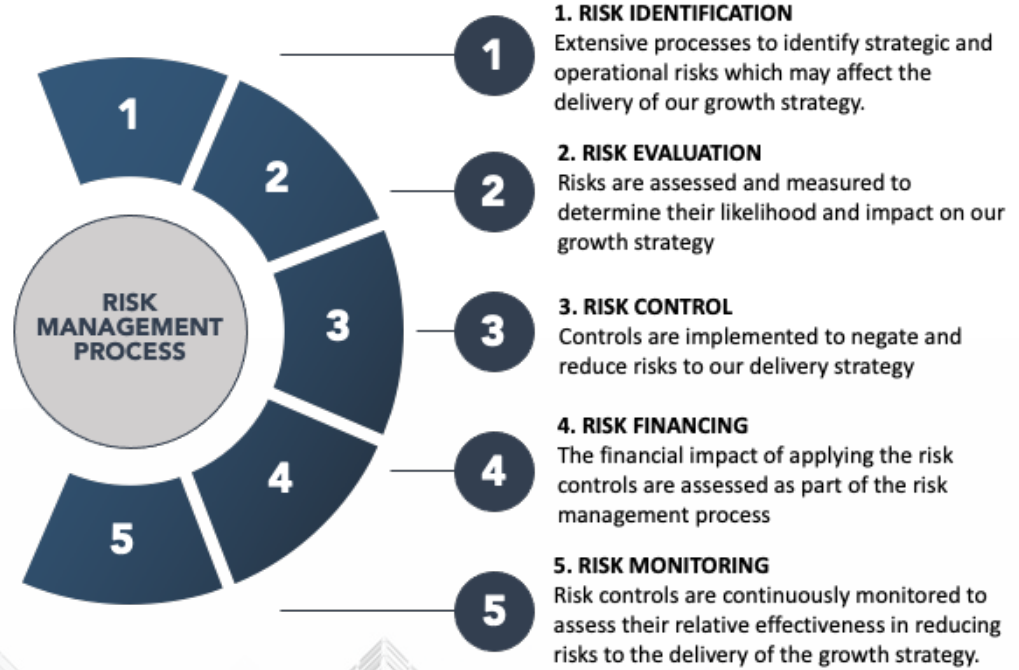 1
2
3
4
5
RISK
MANAGEMENT
PROCESS
1
1. RISK IDENTIFICATION
Extensive processes to identify strategic and
operational risks which may affect the
delivery of our growth strategy.
2
2. RISK EVALUATION
Risks are assessed and measured to
determine their likelihood and impact on our
growth strategy
3
3. RISK CONTROL
Controls are implemented to negate and
reduce risks to our delivery strategy
4
4. RISK FINANCING
The financial impact of applying the risk
controls are assessed as part of the risk
management process
5
5. RISK MONITORING
Risk controls are continuously monitored to
assess their relative effectiveness in reducing
risks to the delivery of the growth strategy.